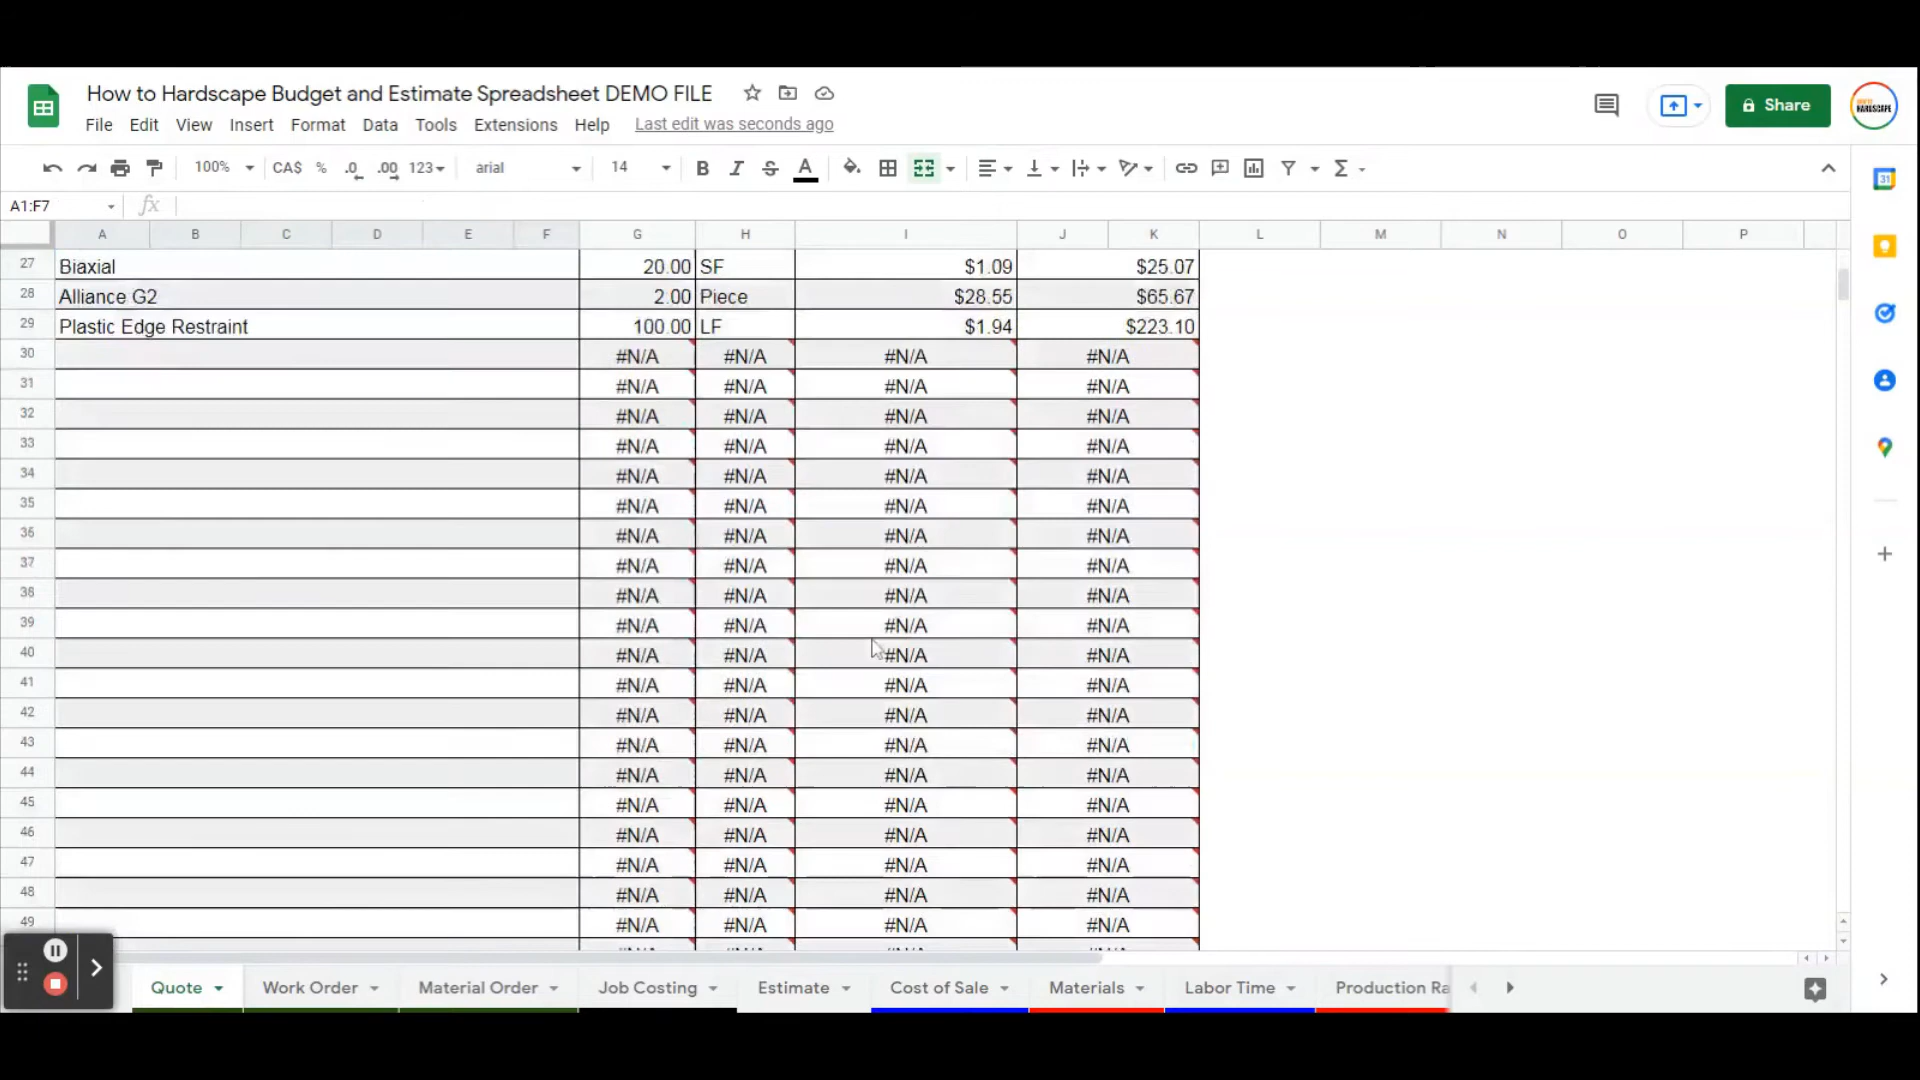 How to Hardscape Budget and Estimate Spreadsheet DEMO FILE
File Edit View Insert Format Data Tools Extensions Help Last edit was seconds ago
Share
HARDSCAPE
100% CA$ % .0 .00 123 arial 14 B I S A Σ
A1:F7 fx
31
A B C D E F G H I J K L M N O P
27 Biaxial 20.00 SF $1.09 $25.07
28 Alliance G2 2.00 Piece $28.55 $65.67
29 Plastic Edge Restraint 100.00 LF $1.94 $223.10
30 #N/A #N/A #N/A #N/A
31 #N/A #N/A #N/A #N/A
32 #N/A #N/A #N/A #N/A
33 #N/A #N/A #N/A #N/A
34 #N/A #N/A #N/A #N/A
35 #N/A #N/A #N/A #N/A
36 #N/A #N/A #N/A #N/A
37 #N/A #N/A #N/A #N/A
38 #N/A #N/A #N/A #N/A
39 #N/A #N/A #N/A #N/A
40 #N/A #N/A #N/A #N/A
41 #N/A #N/A #N/A #N/A
42 #N/A #N/A #N/A #N/A
43 #N/A #N/A #N/A #N/A
44 #N/A #N/A #N/A #N/A
45 #N/A #N/A #N/A #N/A
46 #N/A #N/A #N/A #N/A
47 #N/A #N/A #N/A #N/A
48 #N/A #N/A #N/A #N/A
49 #N/A #N/A #N/A #N/A
Quote Work Order Material Order Job Costing Estimate Cost of Sale Materials Labor Time Production Ra